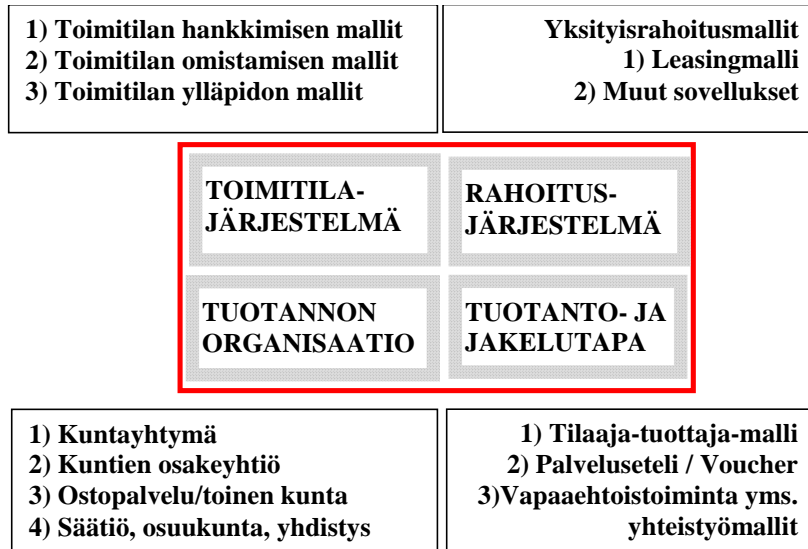 1) Toimitilan hankkimisen mallit
2) Toimitilan omistamisen mallit
3) Toimitilan ylläpidon mallit
Yksityisrahoitusmallit
1) Leasingmalli
2) Muut sovellukset
TOIMITILA-
JÄRJESTELMÄ
RAHOITUS-
JÄRJESTELMÄ
TUOTANNON
ORGANISAATIO
TUOTANTO- JA
JAKELUTAPA
1) Kuntayhtymä
2) Kuntien osakeyhtiö
3) Ostopalvelu/toinen kunta
4) Säätiö, osuukunta, yhdistys
1) Tilaaja-tuottaja-malli
2) Palveluseteli / Voucher
3)Vapaaehtoistoiminta yms.
yhteistyömallit